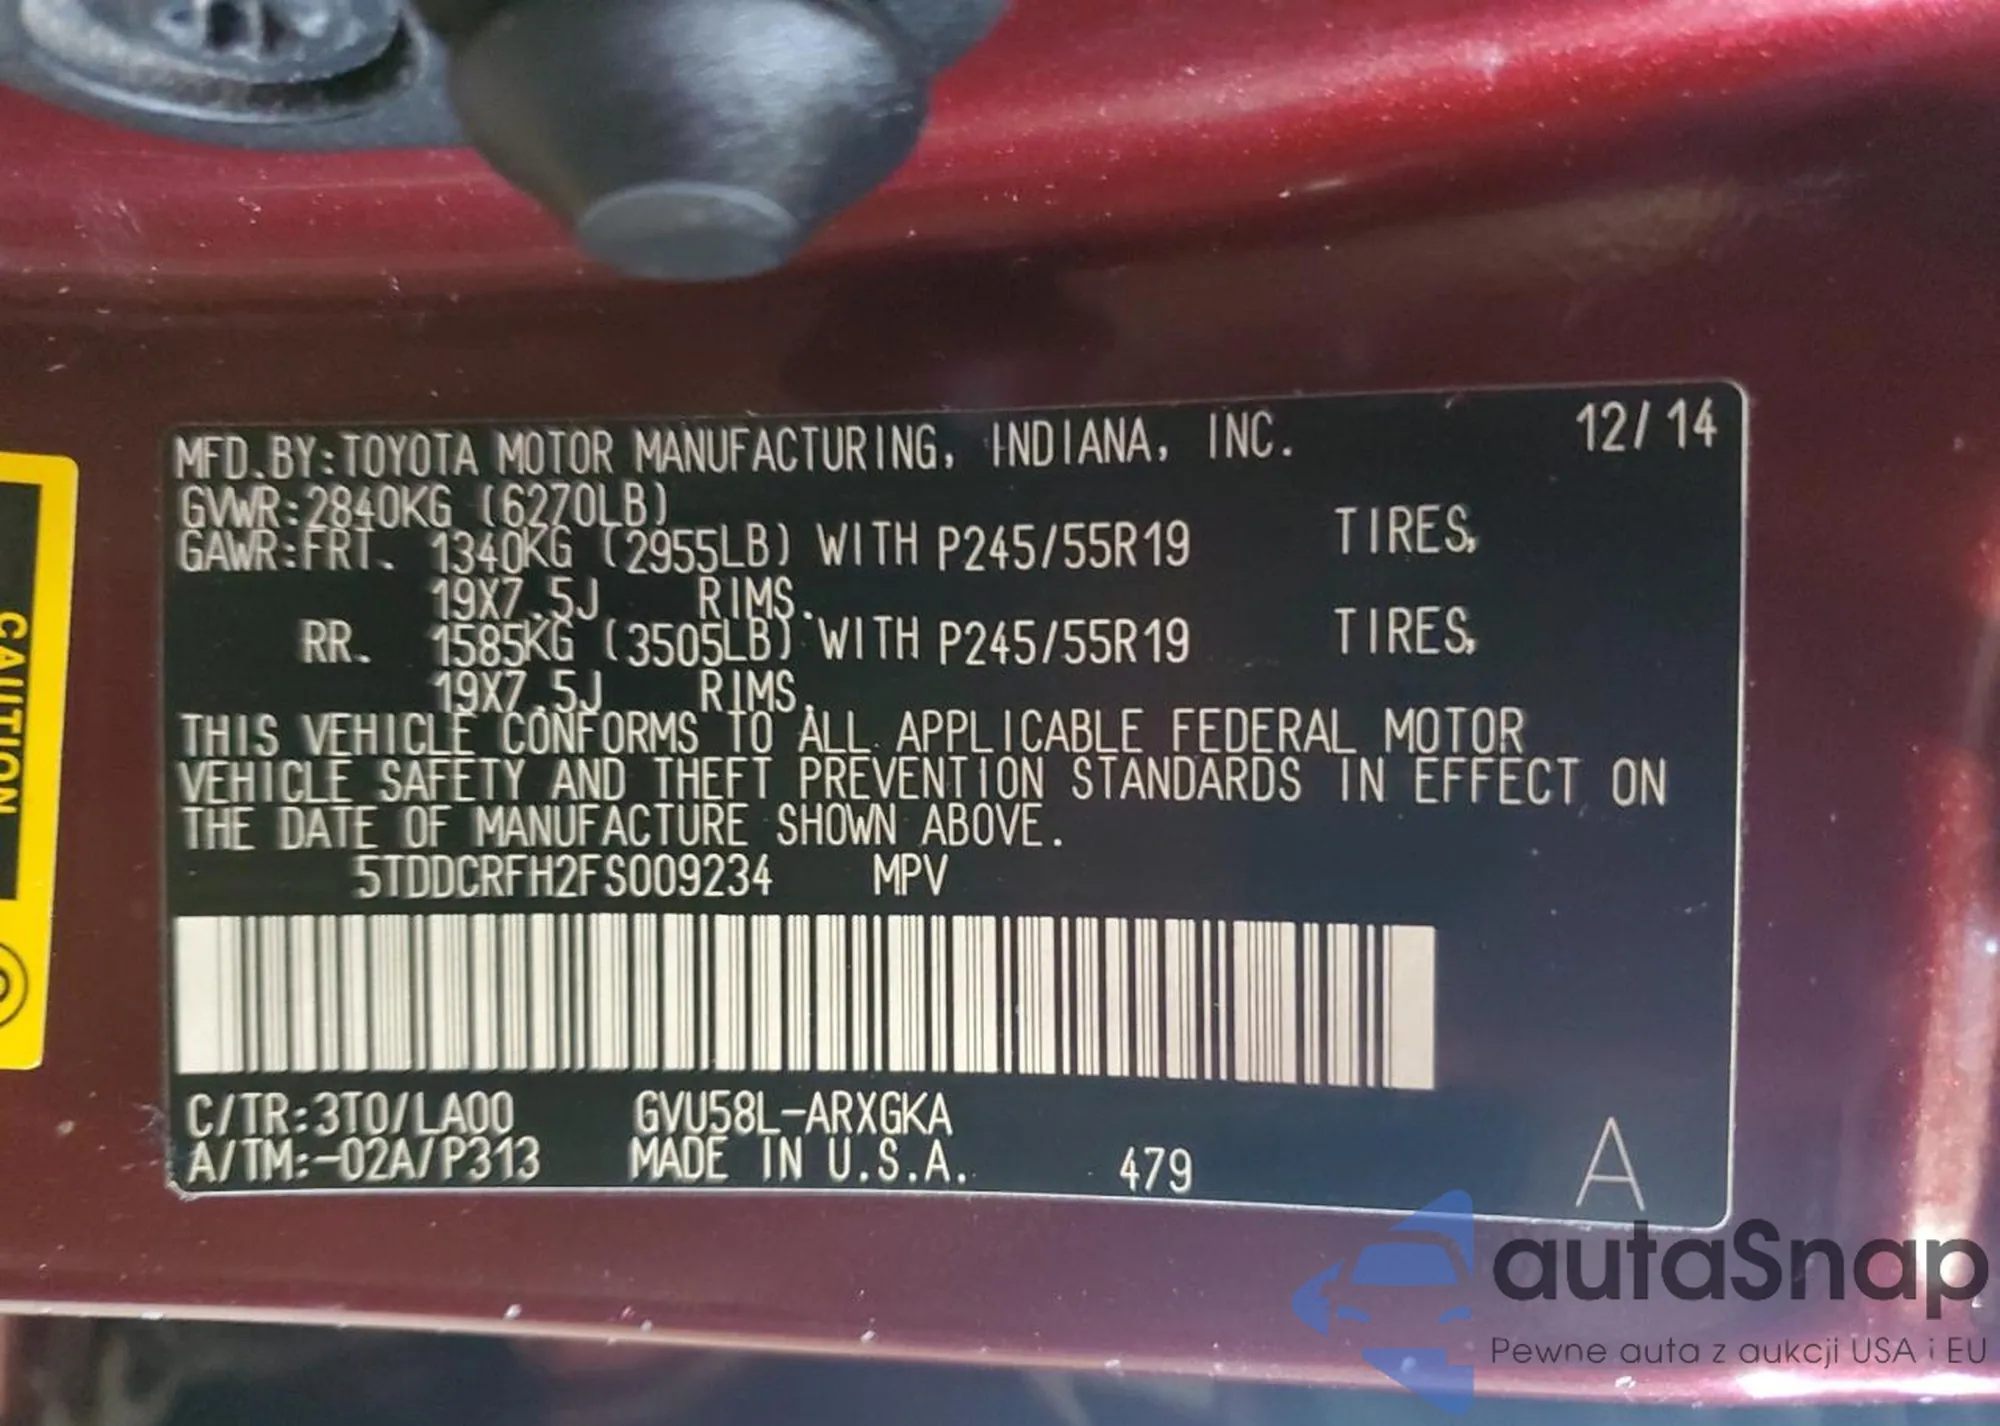 MFD.BY:TOYOTA MOTOR MANUFACTURING, INDIANA, INC. 12/14
GVWR:2840KG (6270LB)
GAWR:FRT. 1340KG (2955LB) WITH P245/55R19 TIRES,
19X7.5J RIMS.
RR. 1585KG (3505LB) WITH P245/55R19 TIRES,
19X7.5J RIMS.
THIS VEHICLE CONFORMS TO ALL APPLICABLE FEDERAL MOTOR
VEHICLE SAFETY AND THEFT PREVENTION STANDARDS IN EFFECT ON
THE DATE OF MANUFACTURE SHOWN ABOVE.
5TDDCRFH2FS009234 MPV
C/TR:3T0/LA00 GVU58L-ARXGKA
A/TM:-02A/P313 MADE IN U.S.A. 479 A
CAUTION
autaSnap
Pewne auta z aukcji USA i EU